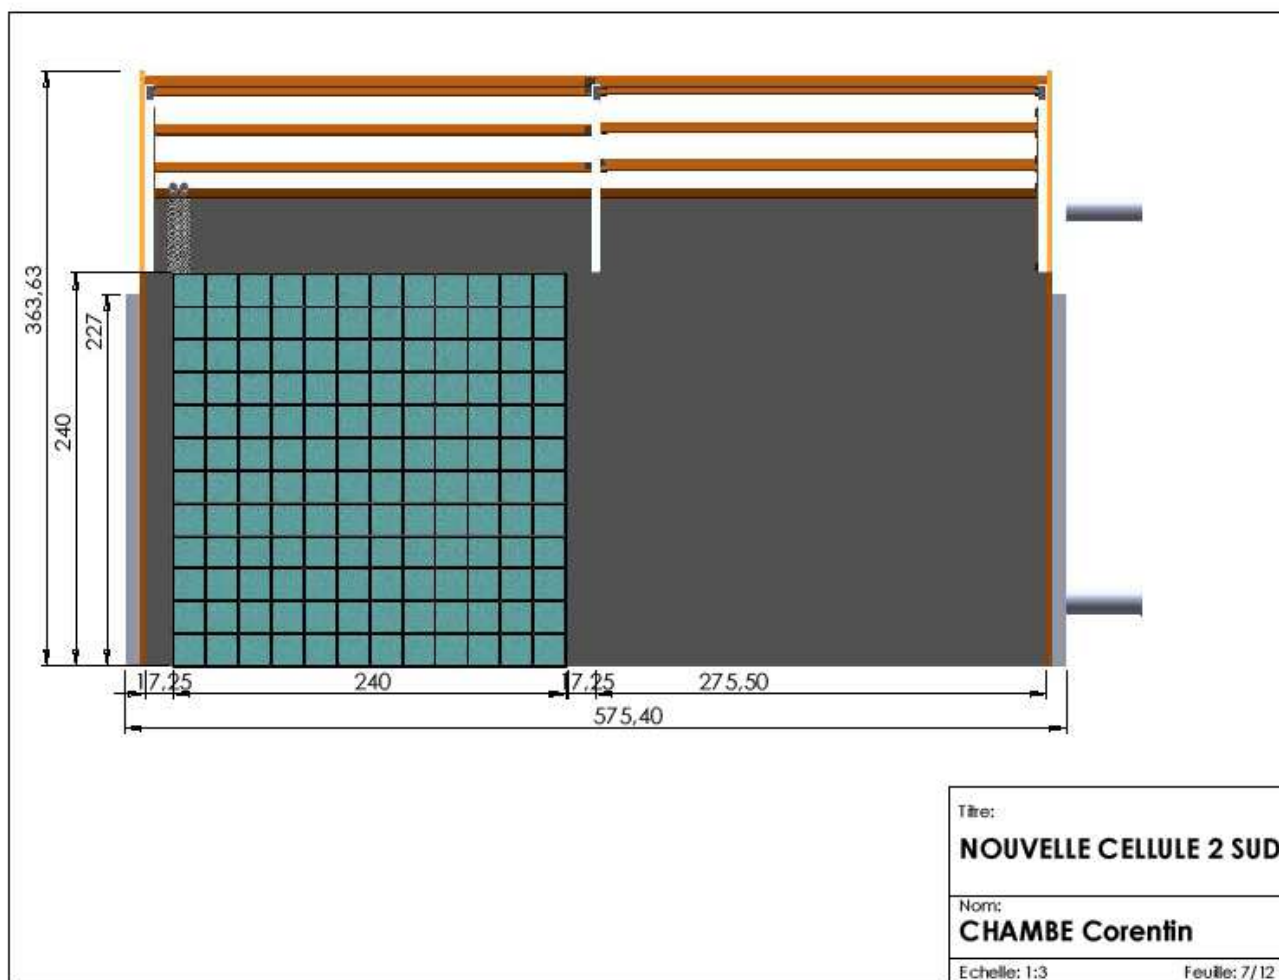 363,63
240
227
17,25
240
17,25
275,50
575,40
Titre:
NOUVELLE CELLULE 2 SUD
Nom:
CHAMBE Corentin
Echelle: 1:3
Feuille: 7/12